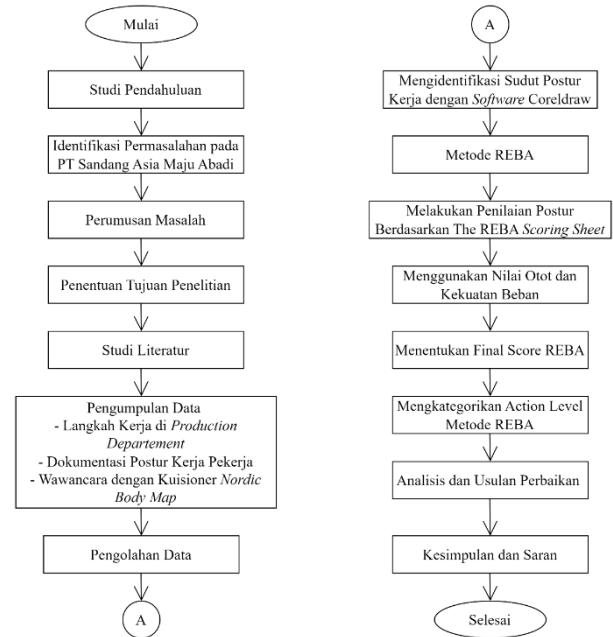 Mulai
Studi Pendahuluan
Identifikasi Permasalahan pada
PT Sandang Asia Maju Abadi
Perumusan Masalah
Penentuan Tujuan Penelitian
Studi Literatur
Pengumpulan Data
- Langkah Kerja di Production
Departement
- Dokumentasi Postur Kerja Pekerja
- Wawancara dengan Kuisioner Nordic
Body Map
Pengolahan Data
A
A
Mengidentifikasi Sudut Postur
Kerja dengan Software Coreldraw
Metode REBA
Melakukan Penilaian Postur
Berdasarkan The REBA Scoring Sheet
Menggunakan Nilai Otot dan
Kekuatan Beban
Menentukan Final Score REBA
Mengkategorikan Action Level
Metode REBA
Analisis dan Usulan Perbaikan
Kesimpulan dan Saran
Selesai